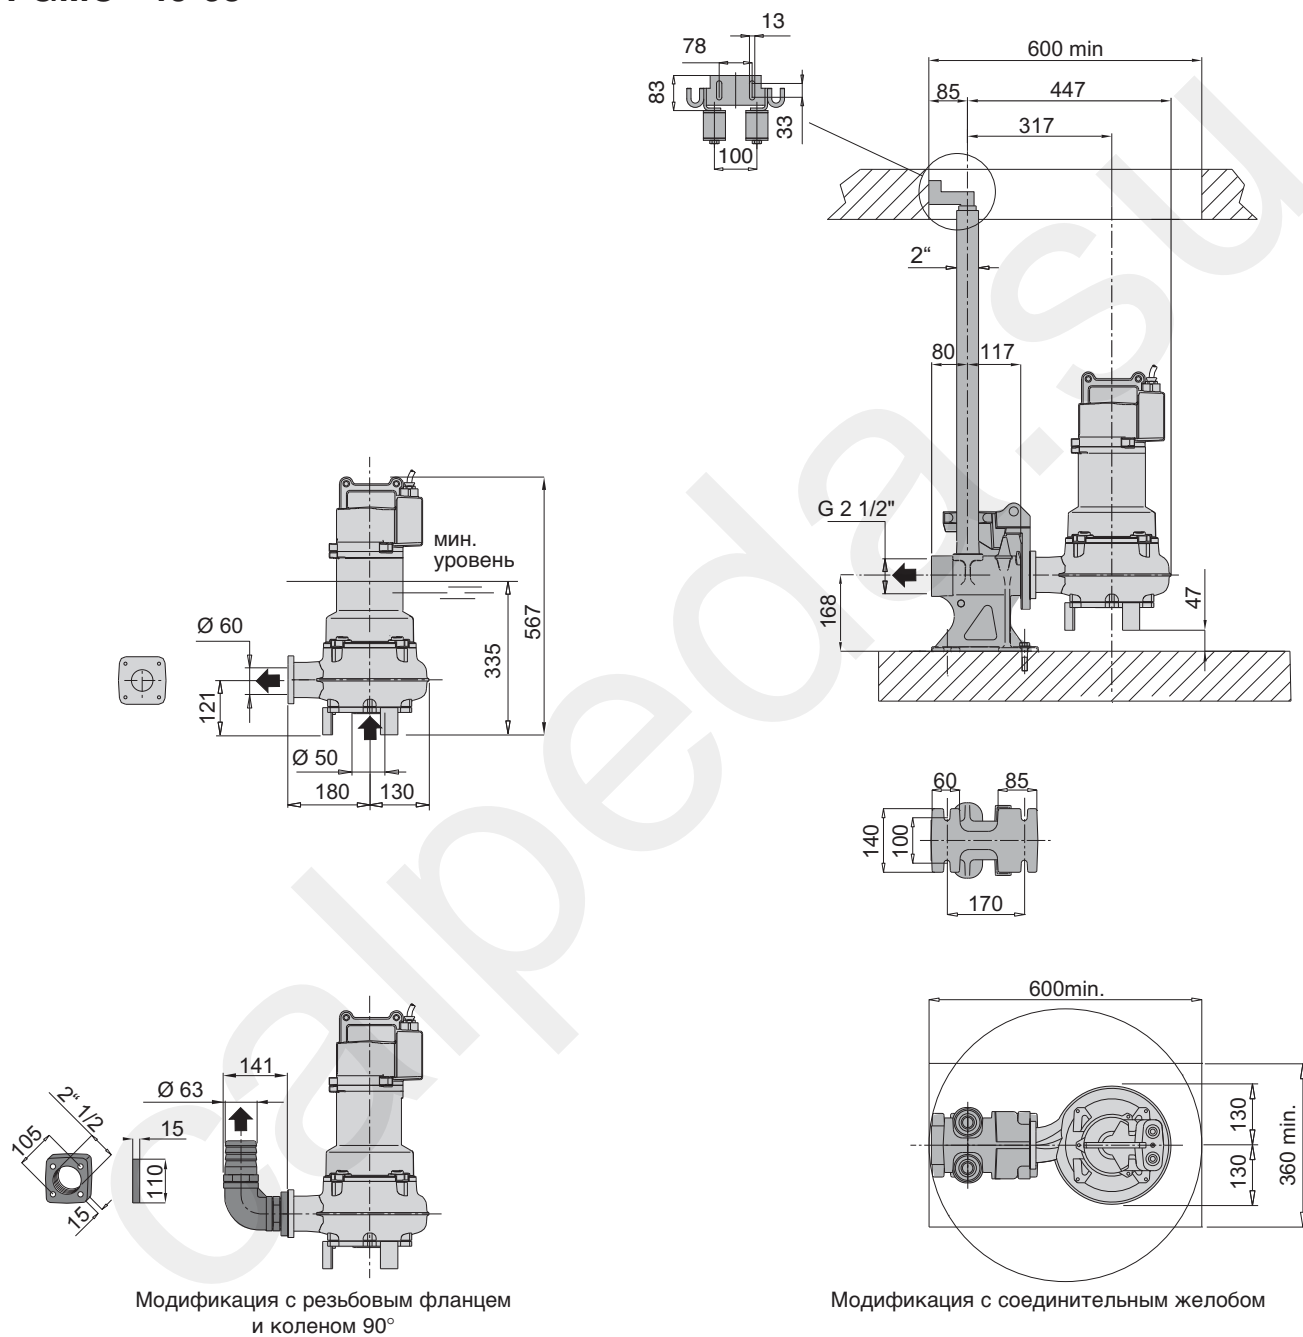 13
78
83
33
100
600 min
85
447
317
2“
80
117
G 2 1/2"
168
47
мин.
уровень
Ø 60
567
335
121
Ø 50
180
130
60
85
140
100
170
141
Ø 63
2“ 1/2
105
15
110
15
Модификация с резьбовым фланцем
и коленом 90°
600min.
130
130
360 min.
Модификация с соединительным желобом
calpeda.su